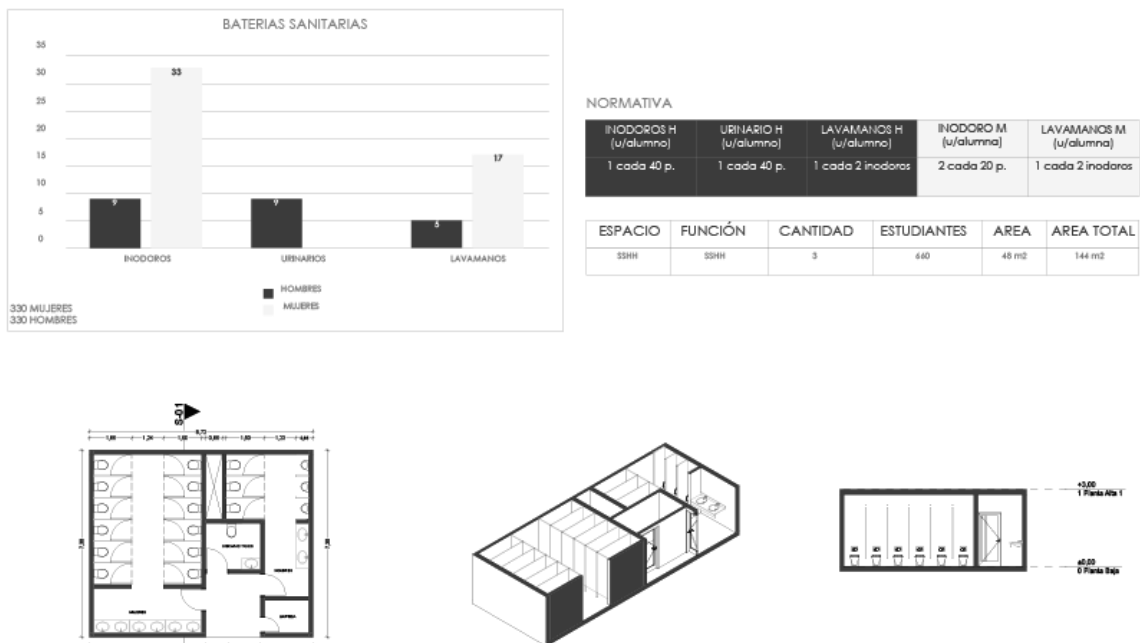 BATERIAS SANITARIAS
35
30
25
20
15
10
5
0
9
33
9
5
17
INODOROS
URINARIOS
LAVAMANOS
HOMBRES
MUJERES
330 MUJERES
330 HOMBRES
NORMATIVA
INODOROS H (u/alumno)
URINARIO H (u/alumno)
LAVAMANOS H (u/alumno)
INODORO M (u/alumna)
LAVAMANOS M (u/alumna)
1 cada 40 p.
1 cada 40 p.
1 cada 2 inodoros
2 cada 20 p.
1 cada 2 inodoros
ESPACIO FUNCIÓN CANTIDAD ESTUDIANTES AREA AREA TOTAL
SSHH SSHH 3 660 48 m2 144 m2
S-01
MUJERES
HOMBRES
+3,00
1 Planta Alta 1
±0,00
0 Planta Baja